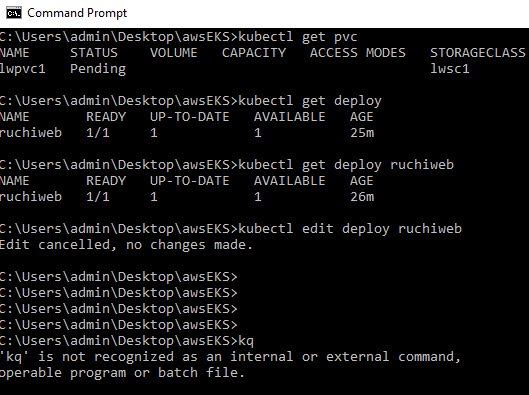 Command Prompt
C:\Users\admin\Desktop\awsEKS>kubectl get pvc
NAME STATUS VOLUME CAPACITY ACCESS MODES STORAGECLASS
lwpvc1 Pending lwsc1
C:\Users\admin\Desktop\awsEKS>kubectl get deploy
NAME READY UP-TO-DATE AVAILABLE AGE
ruchiweb 1/1 1 1 25m
C:\Users\admin\Desktop\awsEKS>kubectl get deploy ruchiweb
NAME READY UP-TO-DATE AVAILABLE AGE
ruchiweb 1/1 1 1 26m
C:\Users\admin\Desktop\awsEKS>kubectl edit deploy ruchiweb
Edit cancelled, no changes made.
C:\Users\admin\Desktop\awsEKS>
C:\Users\admin\Desktop\awsEKS>
C:\Users\admin\Desktop\awsEKS>
C:\Users\admin\Desktop\awsEKS>
C:\Users\admin\Desktop\awsEKS>kq
'kq' is not recognized as an internal or external command,
operable program or batch file.